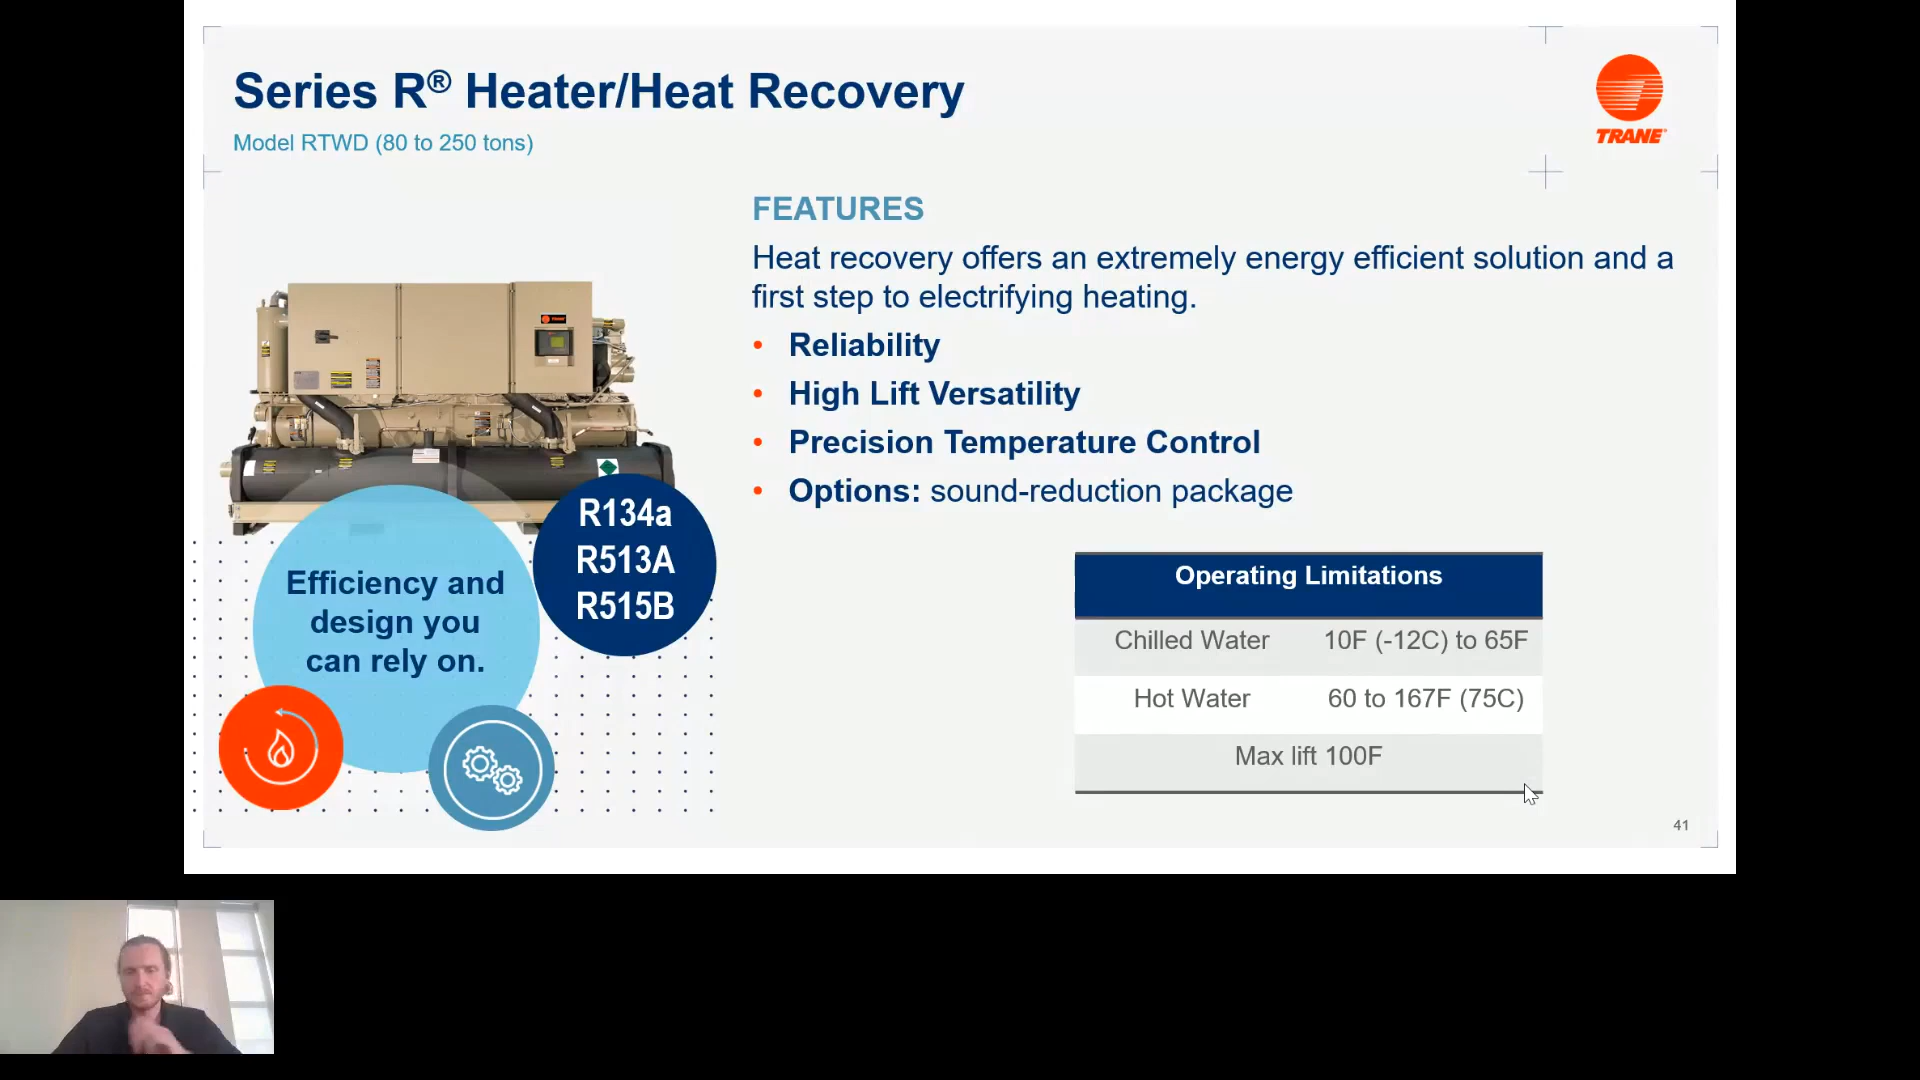 Series R® Heater/Heat Recovery
Model RTWD (80 to 250 tons)
TRANE
FEATURES
Heat recovery offers an extremely energy efficient solution and a
first step to electrifying heating.
• Reliability
• High Lift Versatility
• Precision Temperature Control
• Options: sound-reduction package
R134a
R513A
R515B
Efficiency and
design you
can rely on.
Operating Limitations
Chilled Water 10F (-12C) to 65F
Hot Water 60 to 167F (75C)
Max lift 100F
41